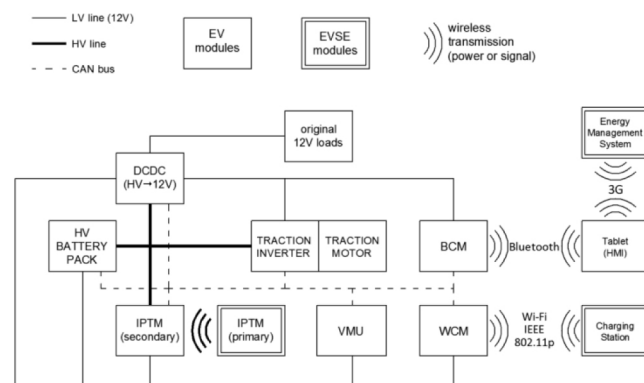 LV line (12V)
HV line
CAN bus
EV
modules
EVSE
modules
wireless
transmission
(power or signal)
original
12V loads
Energy
Management
System
DCDC
(HV→12V)
3G
HV
BATTERY
PACK
TRACTION
INVERTER
TRACTION
MOTOR
BCM
Bluetooth
Tablet
(HMI)
IPTM
(secondary)
IPTM
(primary)
VMU
WCM
Wi-Fi
IEEE
802.11p
Charging
Station